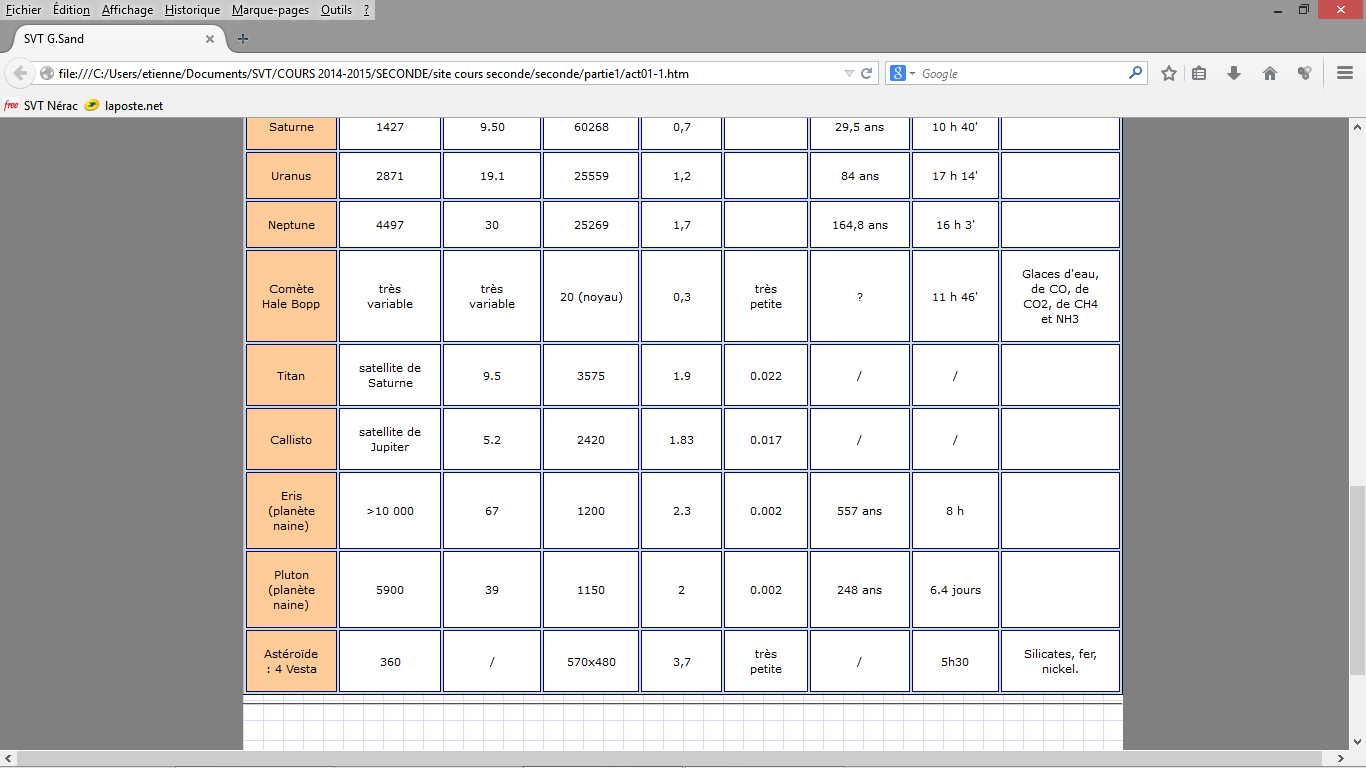 Fichier Édition Affichage Historique Marque-pages Outils ?
SVT G.Sand
file:///C:/Users/etienne/Documents/SVT/COURS 2014-2015/SECONDE/site cours seconde/seconde/partie1/act01-1.htm
Google
free SVT Nérac laposte.net
Saturne 1427 9.50 60268 0,7 29,5 ans 10 h 40'
Uranus 2871 19.1 25559 1,2 84 ans 17 h 14'
Neptune 4497 30 25269 1,7 164,8 ans 16 h 3'
Comète
Hale Bopp
très
variable
très
variable
20 (noyau)
0,3
très
petite
?
11 h 46'
Glaces d'eau,
de CO, de
CO2, de CH4
et NH3
Titan
satellite de
Saturne
9.5 3575 1.9 0.022 / /
Callisto
satellite de
Jupiter
5.2 2420 1.83 0.017 / /
Eris
(planète
naine)
>10 000 67 1200 2.3 0.002 557 ans 8 h
Pluton
(planète
naine)
5900 39 1150 2 0.002 248 ans 6.4 jours
Astéroïde
: 4 Vesta
360 / 570x480 3,7
très
petite
/ 5h30
Silicates, fer,
nickel.